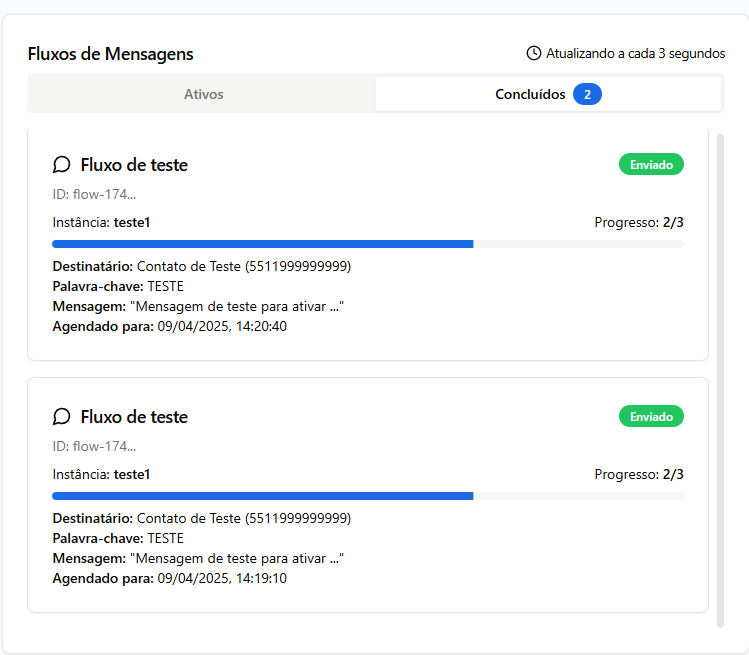 Fluxos de Mensagens
Atualizando a cada 3 segundos
Ativos
Concluídos 2
Fluxo de teste
Enviado
ID: flow-174...
Instância: teste1
Progresso: 2/3
Destinatário: Contato de Teste (5511999999999)
Palavra-chave: TESTE
Mensagem: "Mensagem de teste para ativar ..."
Agendado para: 09/04/2025, 14:20:40
Fluxo de teste
Enviado
ID: flow-174...
Instância: teste1
Progresso: 2/3
Destinatário: Contato de Teste (5511999999999)
Palavra-chave: TESTE
Mensagem: "Mensagem de teste para ativar ..."
Agendado para: 09/04/2025, 14:19:10